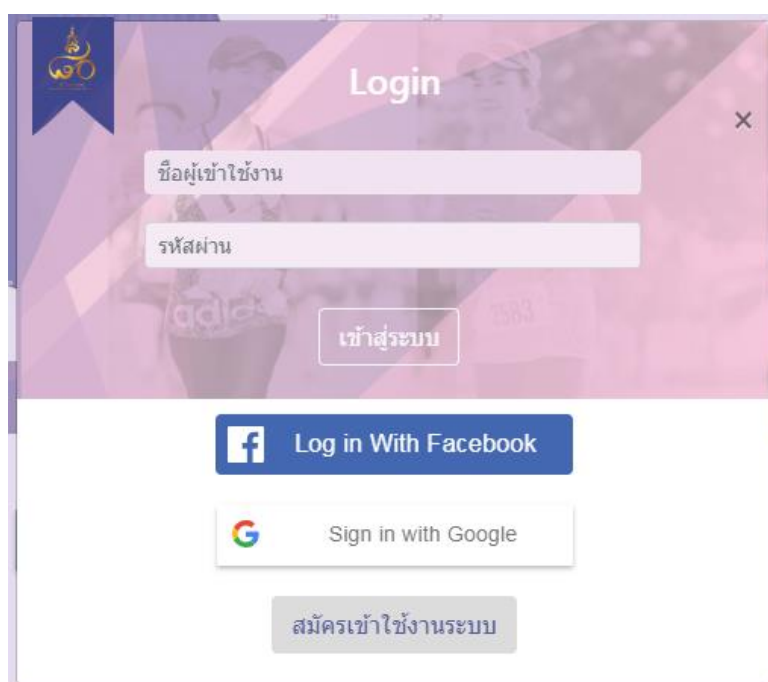 Login
×
ชื่อผู้เข้าใช้งาน
รหัสผ่าน
adidas
2583
เข้าสู่ระบบ
Log in With Facebook
Sign in with Google
สมัครเข้าใช้งานระบบ